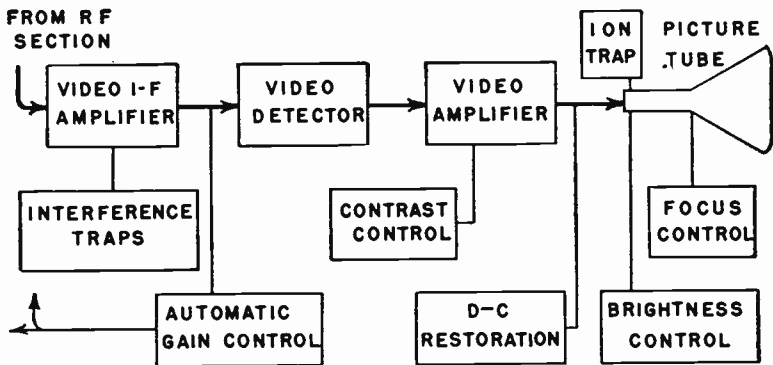 FROM RF
SECTION
VIDEO I-F
AMPLIFIER
VIDEO
DETECTOR
VIDEO
AMPLIFIER
ION
TRAP
PICTURE
TUBE
INTERFERENCE
TRAPS
CONTRAST
CONTROL
FOCUS
CONTROL
AUTOMATIC
GAIN CONTROL
D-C
RESTORATION
BRIGHTNESS
CONTROL